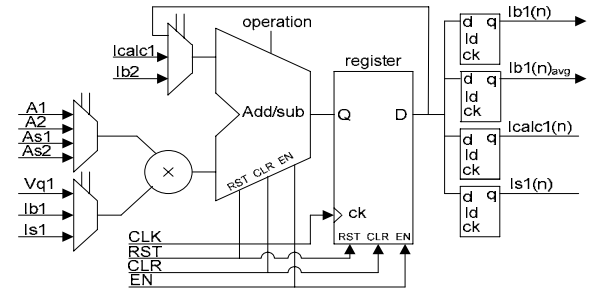 operation
Icalc1
Ib2
register
Add/sub
Q
D
A1
A2
As1
As2
×
Vq1
Ib1
Is1
RST CLR EN
ck
RST CLR EN
CLK
RST
CLR
EN
d q
ld
ck
Ib1(n)
d q
ld
ck
Ib1(n)avg
d q
ld
ck
Icalc1(n)
d q
ld
ck
Is1(n)